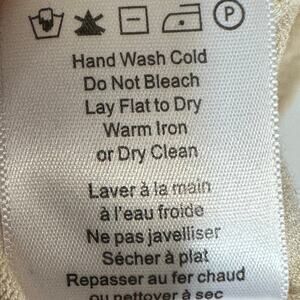 P
Hand Wash Cold
Do Not Bleach
Lay Flat to Dry
Warm Iron
or Dry Clean
Laver à la main
à l'eau froide
Ne pas javelliser
Sécher à plat
Repasser au fer chaud
ou nettoyer à sec